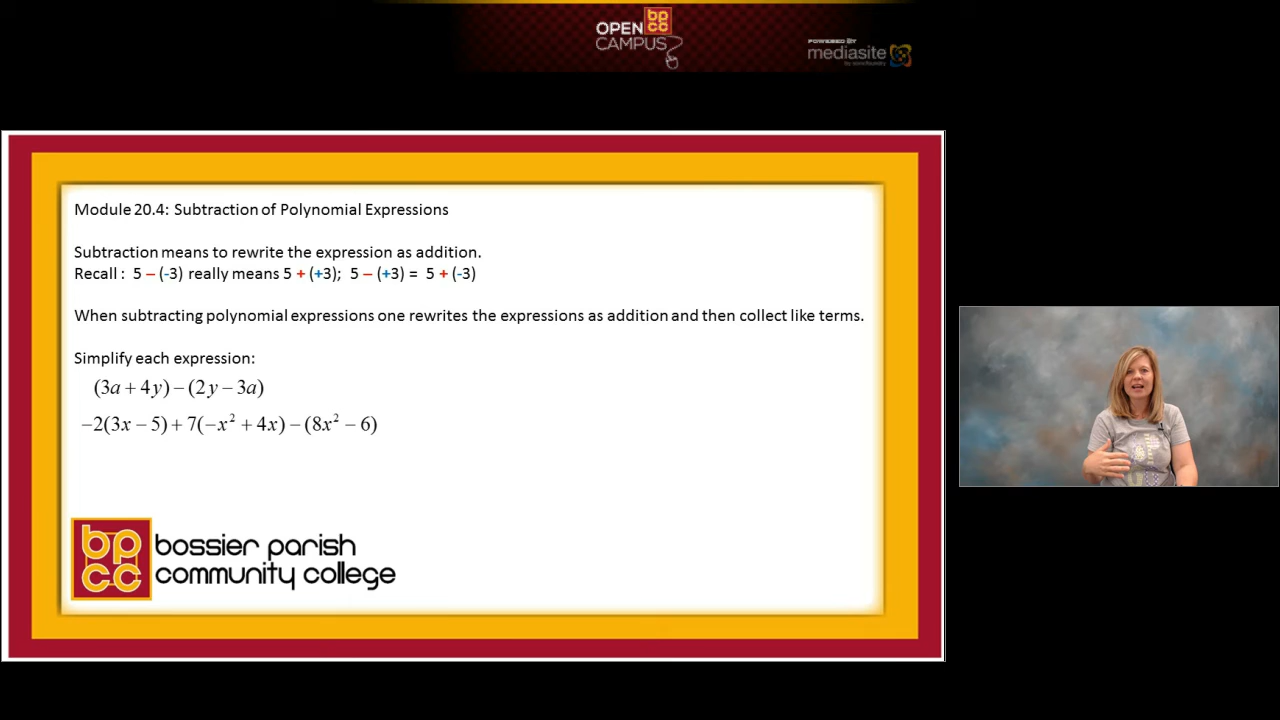 OPEN bp cc
CAMPUS
POWERED BY
mediasite
Module 20.4: Subtraction of Polynomial Expressions
Subtraction means to rewrite the expression as addition.
Recall : 5 – (-3) really means 5 + (+3); 5 – (+3) = 5 + (-3)
When subtracting polynomial expressions one rewrites the expressions as addition and then collect like terms.
Simplify each expression:
(3a + 4y) – (2y – 3a)
–2(3x – 5) + 7(–x² + 4x) – (8x² – 6)
bp cc
bossier parish
community college